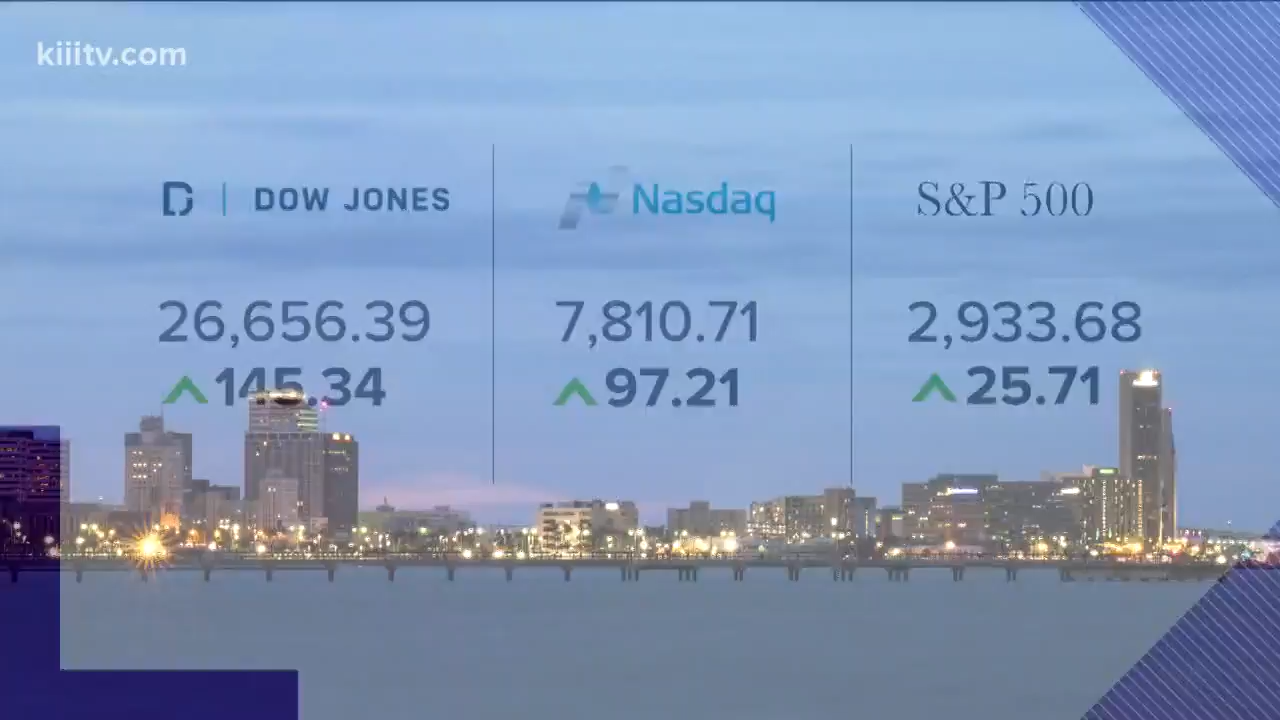 kiiitv.com
DOW JONES
26,656.39
145.34
Nasdaq
7,810.71
97.21
S&P 500
2,933.68
25.71